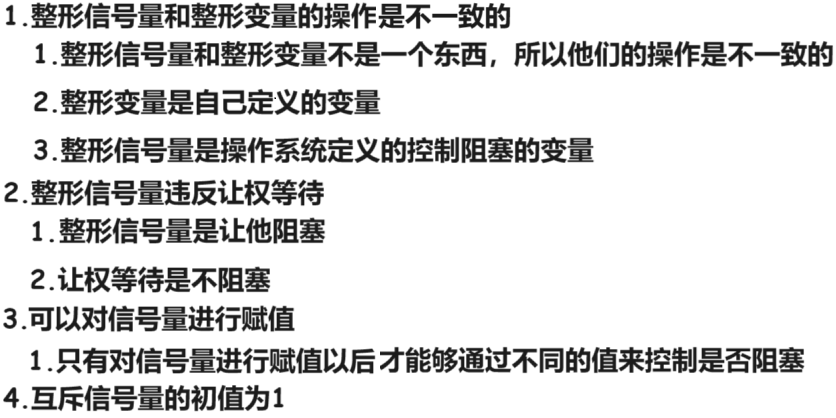 1.整形信号量和整形变量的操作是不一致的
1.整形信号量和整形变量不是一个东西，所以他们的操作是不一致的
2.整形变量是自己定义的变量
3.整形信号量是操作系统定义的控制阻塞的变量
2.整形信号量违反让权等待
1.整形信号量是让他阻塞
2.让权等待是不阻塞
3.可以对信号量进行赋值
1.只有对信号量进行赋值以后才能够通过不同的值来控制是否阻塞
4.互斥信号量的初值为1